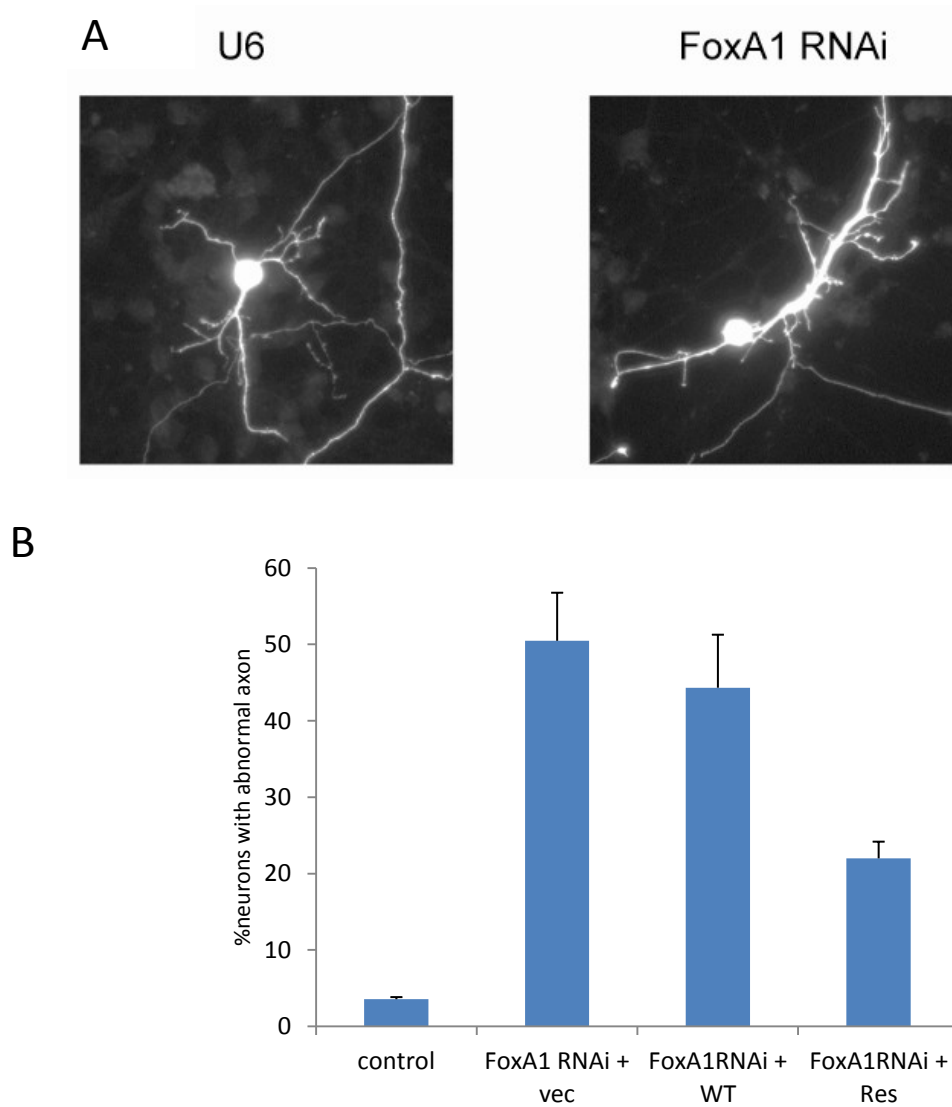 A
U6
FoxA1 RNAi
B
%neurons with abnormal axon
60
50
40
30
20
10
0
control
FoxA1 RNAi +
vec
FoxA1RNAi +
WT
FoxA1RNAi +
Res